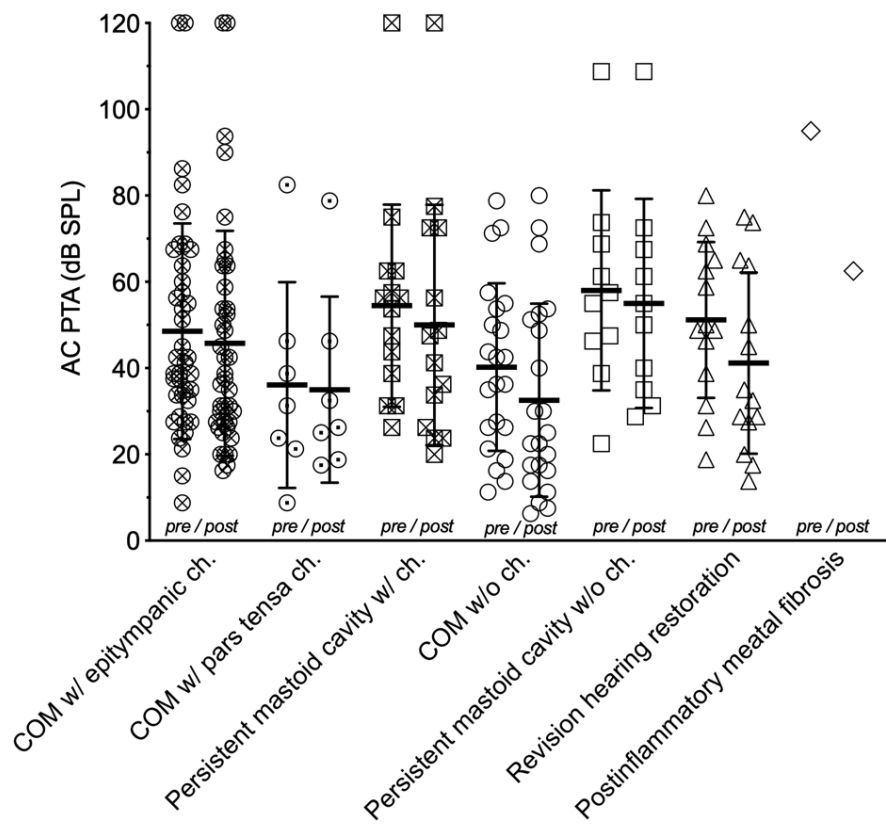 AC PTA (dB SPL)
120
100
80
60
40
20
0
pre / post
pre / post
pre / post
pre / post
pre / post
pre / post
pre / post
COM w/ epitympanic ch.
COM w/ pars tensa ch.
Persistent mastoid cavity w/ ch.
COM w/o ch.
Persistent mastoid cavity w/o ch.
Revision hearing restoration
Postinflammatory meatal fibrosis